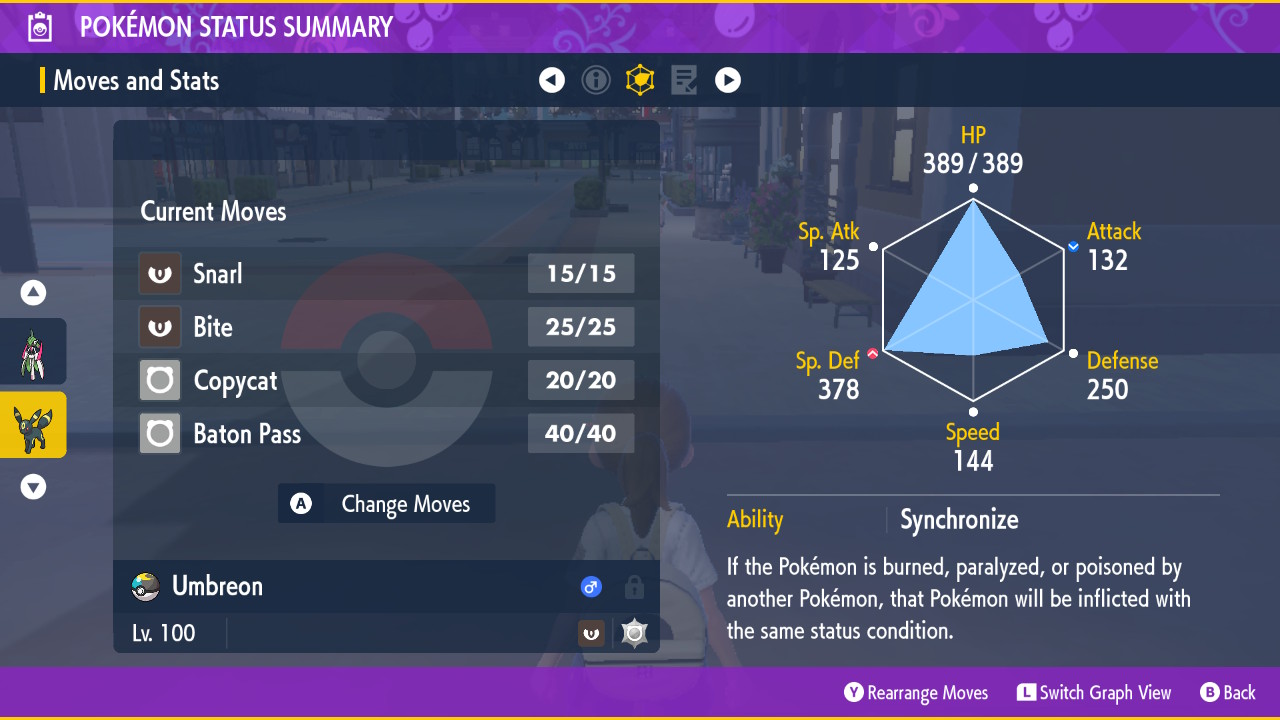 POKÉMON STATUS SUMMARY
Moves and Stats
Current Moves
Snarl 15/15
Bite 25/25
Copycat 20/20
Baton Pass 40/40
A Change Moves
Umbreon
Lv. 100
HP
389 / 389
Sp. Atk
125
Attack
132
Sp. Def
378
Defense
250
Speed
144
Ability Synchronize
If the Pokémon is burned, paralyzed, or poisoned by
another Pokémon, that Pokémon will be inflicted with
the same status condition.
Y Rearrange Moves L Switch Graph View B Back